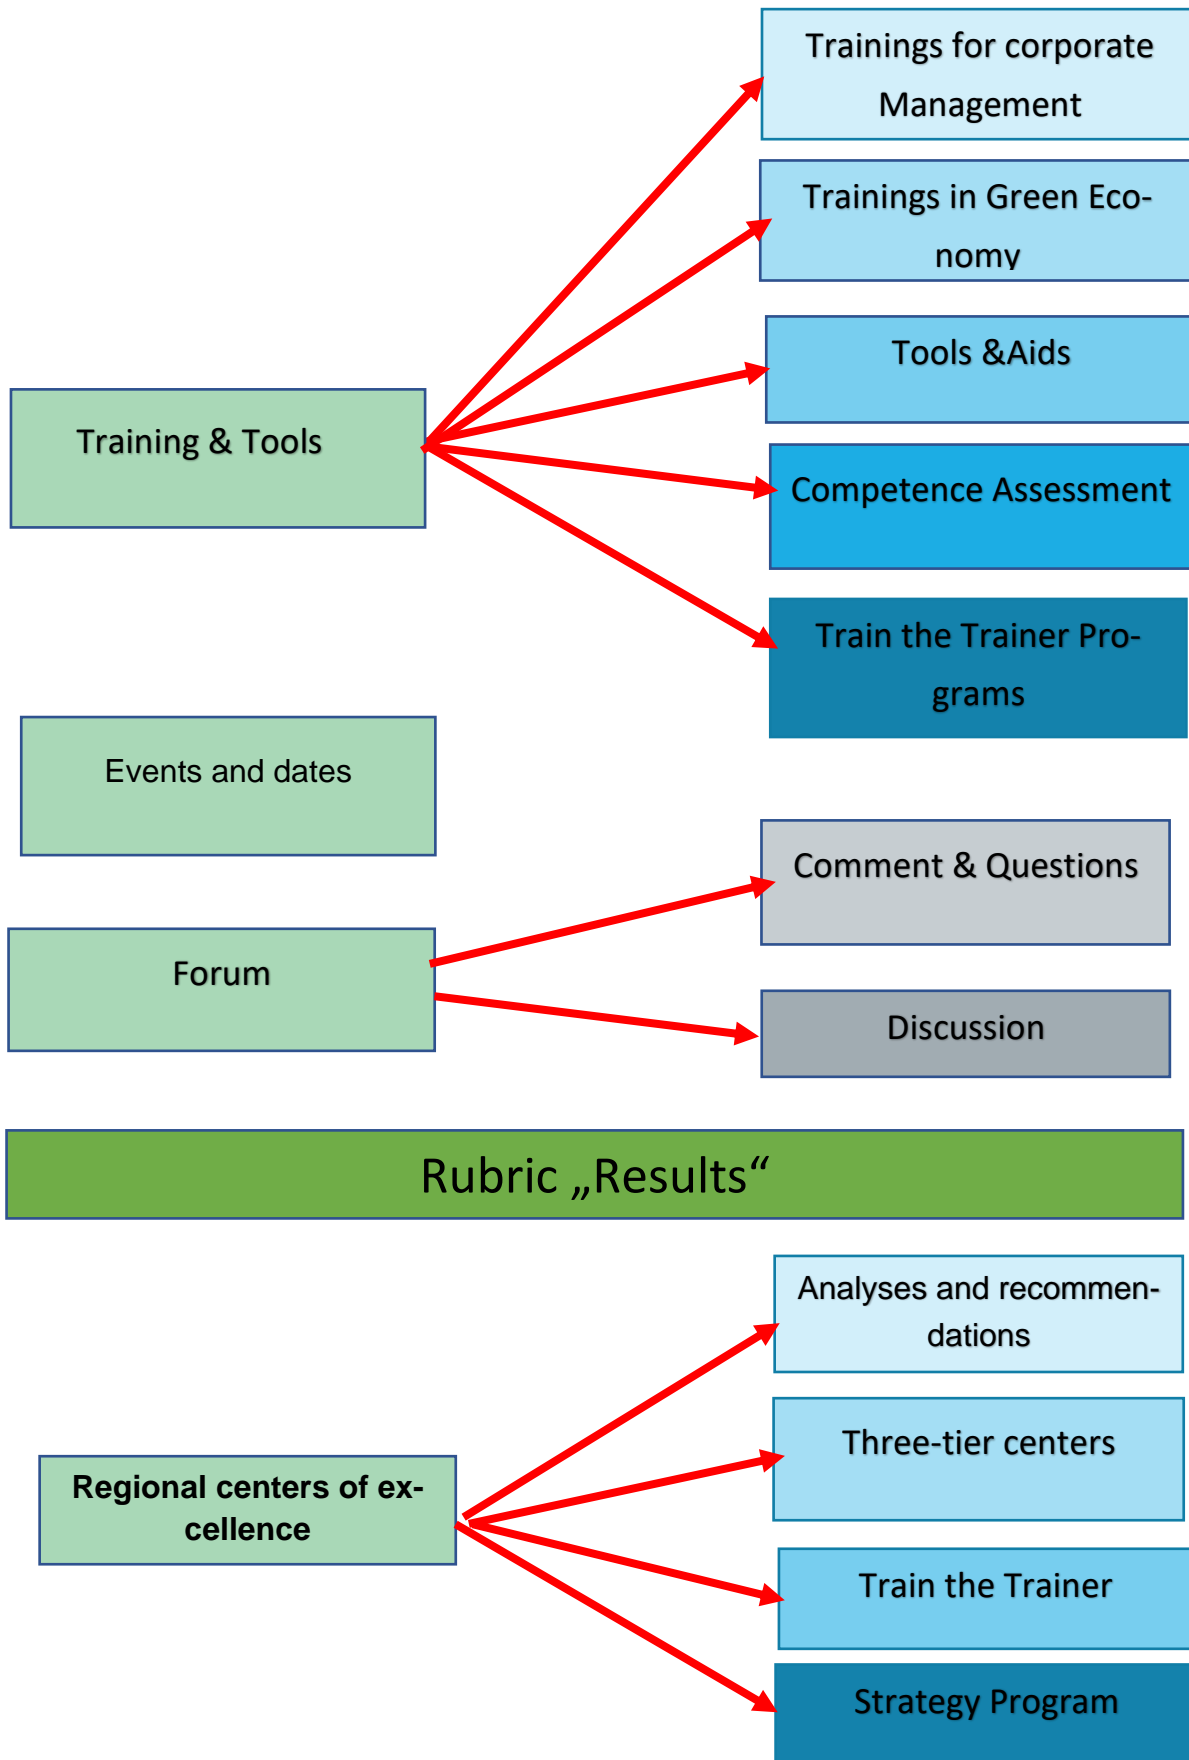 Trainings for corporate
Management
Trainings in Green Eco-
nomy
Tools &Aids
Training & Tools
Competence Assessment
Train the Trainer Pro-
grams
Events and dates
Comment & Questions
Forum
Discussion
Rubric „Results“
Analyses and recommen-
dations
Three-tier centers
Regional centers of ex-
cellence
Train the Trainer
Strategy Program